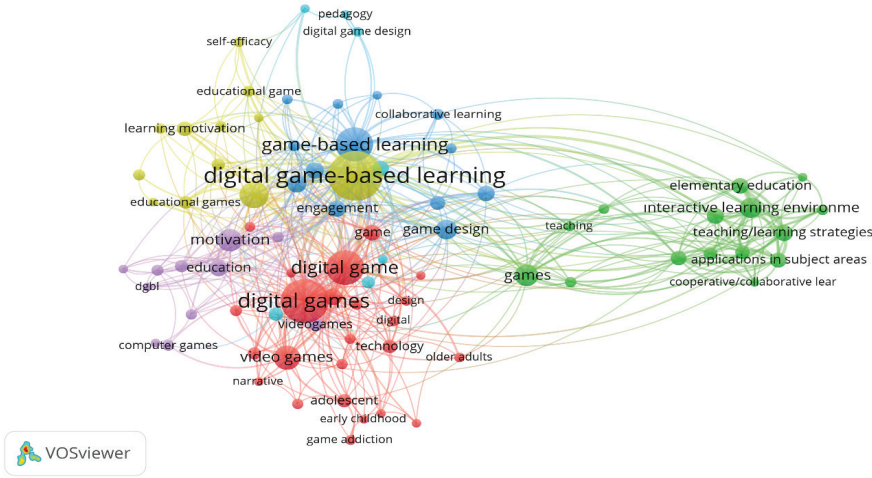 pedagogy
digital game design
self-efficacy
educational game
collaborative learning
learning motivation
game-based learning
digital game-based learning
elementary education
educational games
engagement
interactive learning environme
teaching
game
game design
teaching/learning strategies
motivation
applications in subject areas
education
digital game
games
dgbl
cooperative/collaborative lear
digital games
design
videogames
digital
computer games
technology
video games
older adults
narrative
adolescent
early childhood
game addiction
VOSviewer